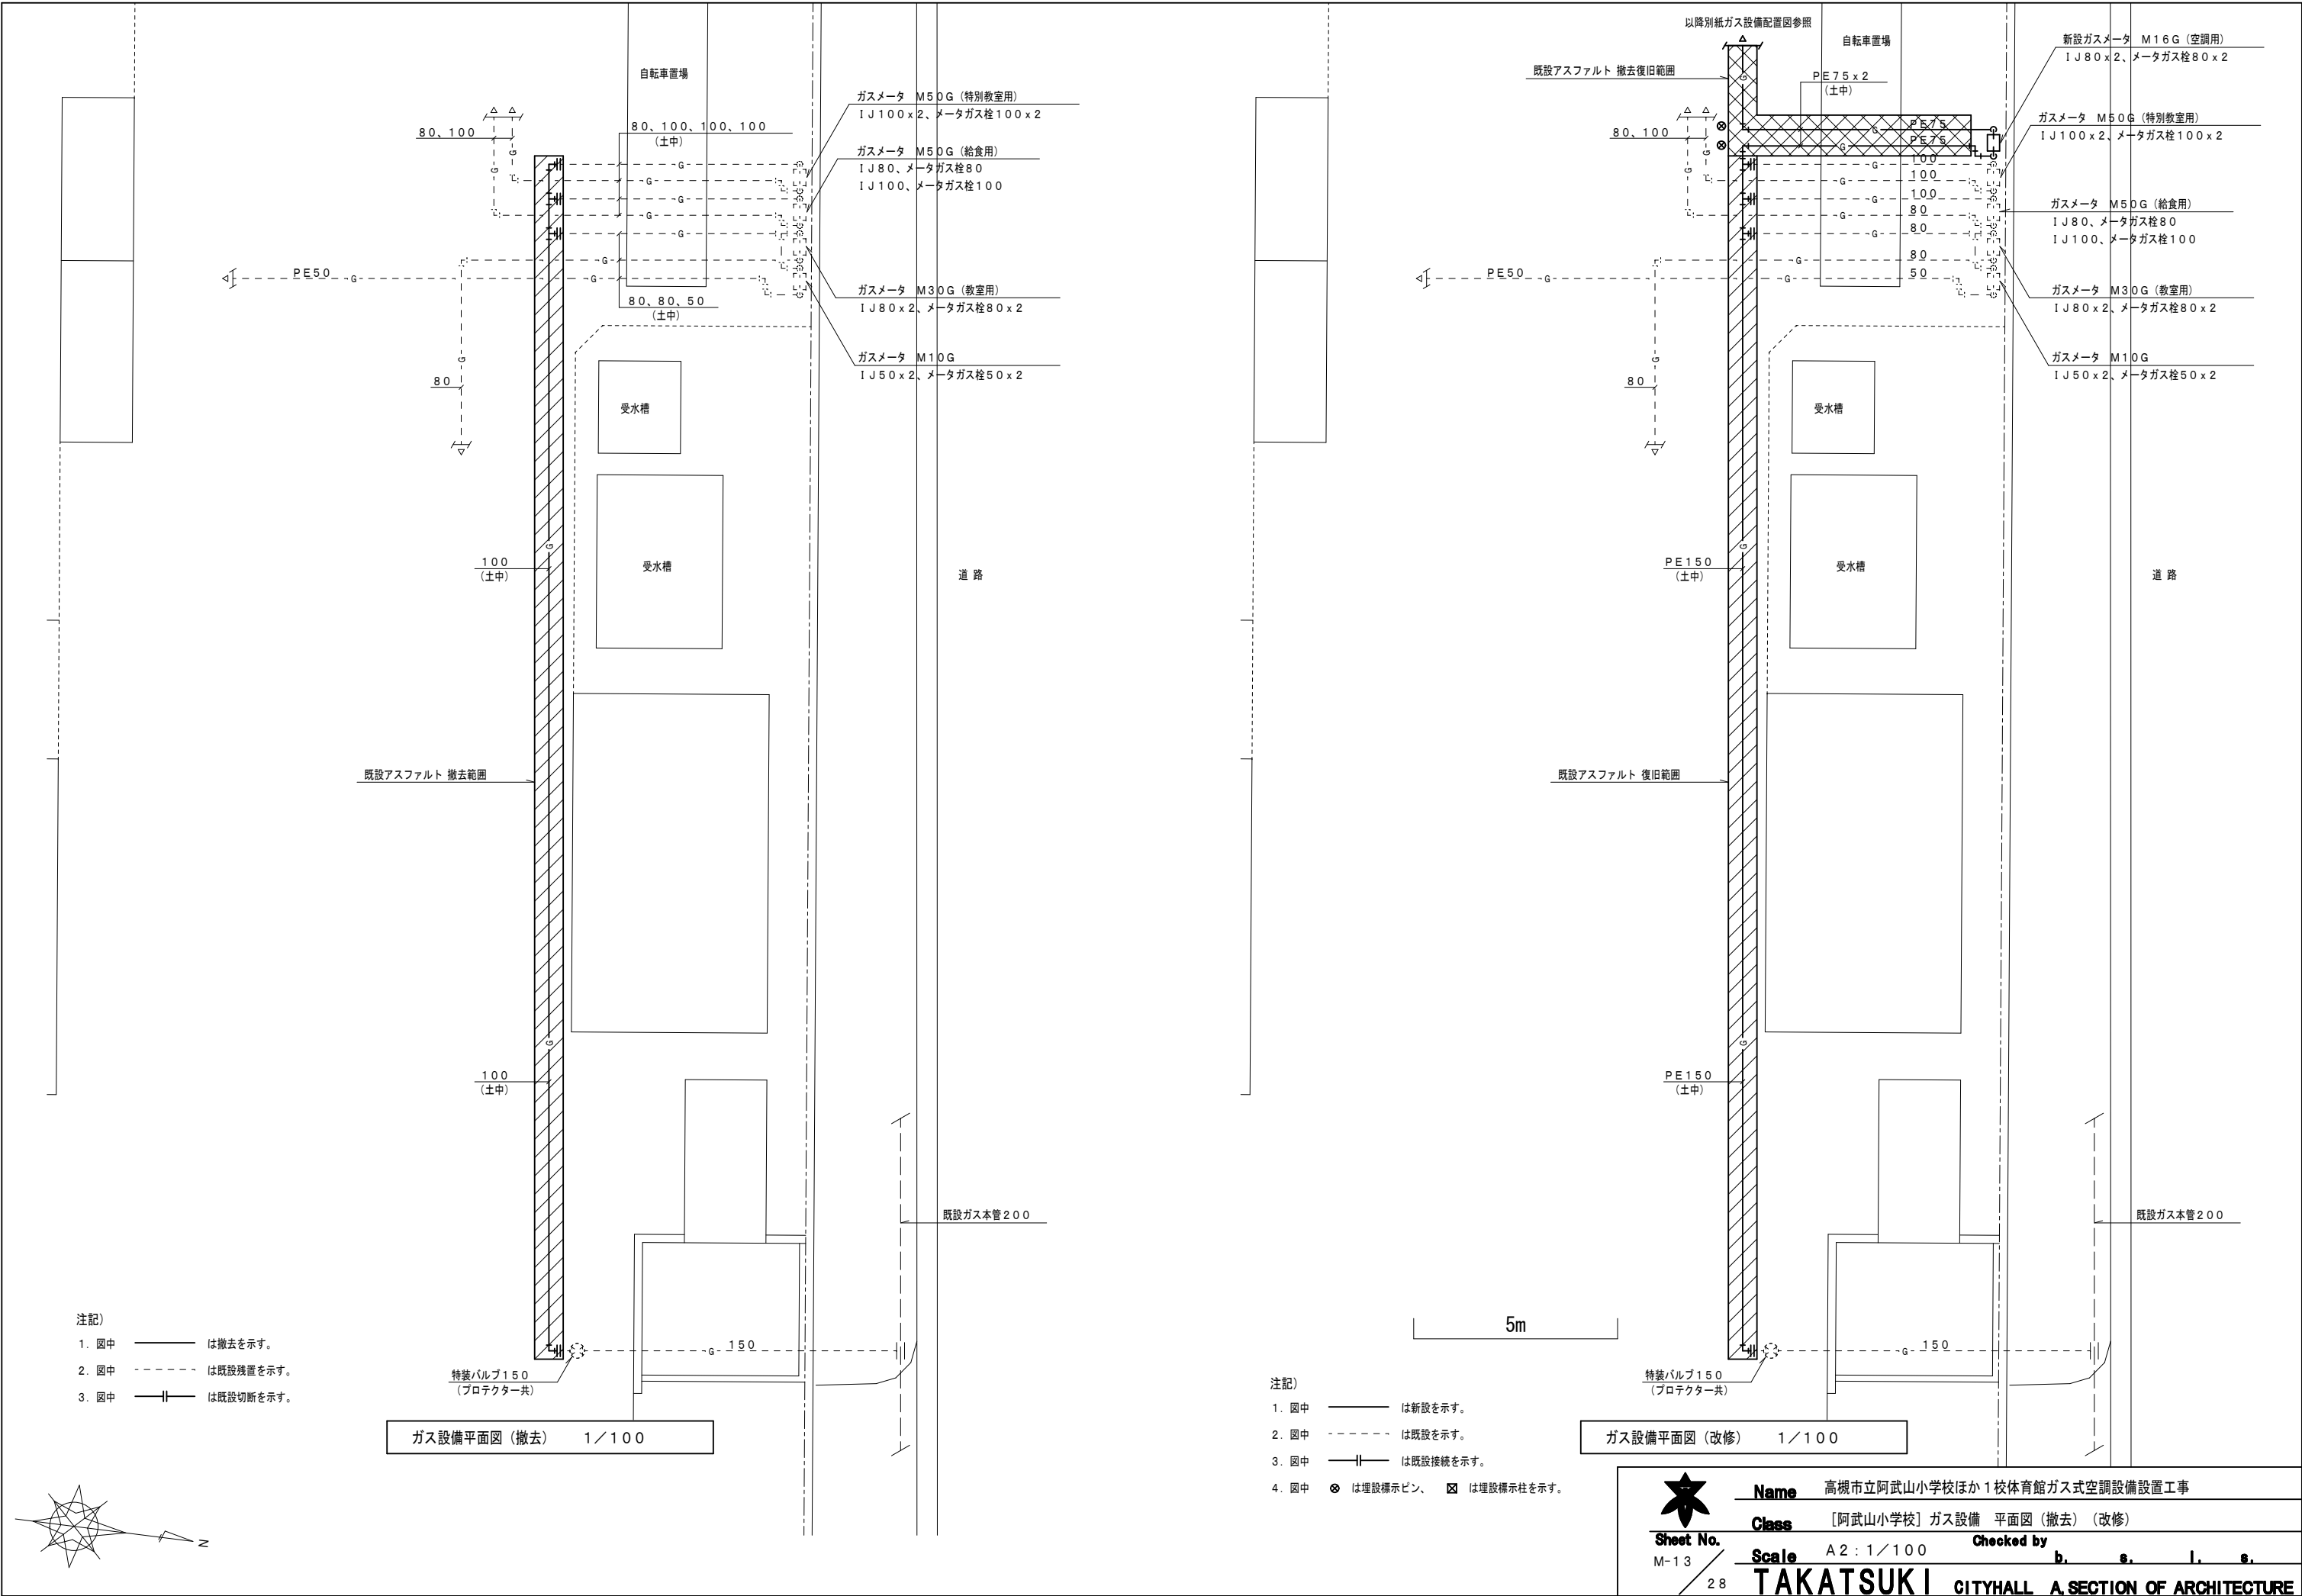 自転車置場
80、100
80、100、100、100
(土中)
ガスメータ M50G (特別教室用)
IJ100x2、メータガス栓100x2
ガスメータ M50G (給食用)
IJ80、メータガス栓80
IJ100、メータガス栓100
G
G
G
G
G
G
PE50
G
G
G
80、80、50
(土中)
ガスメータ M30G (教室用)
IJ80x2、メータガス栓80x2
ガスメータ M10G
IJ50x2、メータガス栓50x2
G
80
受水槽
受水槽
G
100
(土中)
道路
既設アスファルト 撤去範囲
G
100
(土中)
既設ガス本管200
G 150
特装バルブ150
(プロテクター共)
注記)
1. 図中 は撤去を示す。
2. 図中 は既設残置を示す。
3. 図中 は既設切断を示す。
ガス設備平面図 (撤去) 1/100
N
以降別紙ガス設備配置図参照
自転車置場
既設アスファルト 撤去復旧範囲
G
PE75x2
(土中)
新設ガスメータ M16G (空調用)
IJ80x2、メータガス栓80x2
80、100
G PE75
G PE75
ガスメータ M50G (特別教室用)
IJ100x2、メータガス栓100x2
G
G
G 100
G 100
G 100
G 80
G 80
G 80
G 50
ガスメータ M50G (給食用)
IJ80、メータガス栓80
IJ100、メータガス栓100
PE50
G
ガスメータ M30G (教室用)
IJ80x2、メータガス栓80x2
ガスメータ M10G
IJ50x2、メータガス栓50x2
G
80
受水槽
受水槽
G
PE150
(土中)
道路
既設アスファルト 復旧範囲
G
PE150
(土中)
既設ガス本管200
5m
G 150
特装バルブ150
(プロテクター共)
注記)
1. 図中 は新設を示す。
2. 図中 は既設を示す。
3. 図中 は既設接続を示す。
4. 図中 は埋設標示ピン、 は埋設標示柱を示す。
ガス設備平面図 (改修) 1/100
Name 高槻市立阿武山小学校ほか1校体育館ガス式空調設備設置工事
Class [阿武山小学校] ガス設備 平面図 (撤去) (改修)
Sheet No. M-13/28
Scale A2:1/100 Checked by b. s. l. s.
TAKATSUKI CITYHALL A.SECTION OF ARCHITECTURE